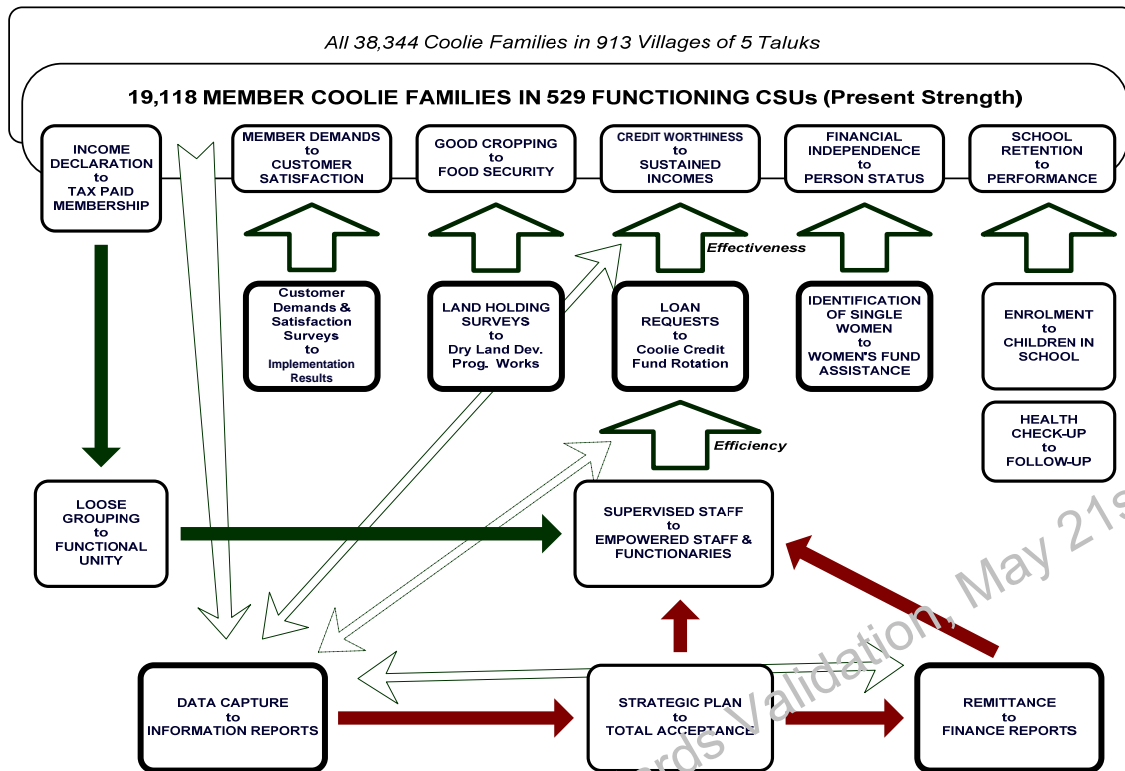 All 38,344 Coolie Families in 913 Villages of 5 Taluks
19,118 MEMBER COOLIE FAMILIES IN 529 FUNCTIONING CSUs (Present Strength)
INCOME
DECLARATION
to
TAX PAID
MEMBERSHIP
MEMBER DEMANDS
to
CUSTOMER
SATISFACTION
GOOD CROPPING
to
FOOD SECURITY
CREDIT WORTHINESS
to
SUSTAINED
INCOMES
FINANCIAL
INDEPENDENCE
to
PERSON STATUS
SCHOOL
RETENTION
to
PERFORMANCE
Effectiveness
Customer
Demands &
Satisfaction
Surveys
to
Implementation
Results
LAND HOLDING
SURVEYS
to
Dry Land Dev.
Prog. Works
LOAN
REQUESTS
to
Coolie Credit
Fund Rotation
IDENTIFICATION
OF SINGLE
WOMEN
to
WOMEN'S FUND
ASSISTANCE
ENROLMENT
to
CHILDREN IN
SCHOOL
HEALTH
CHECK-UP
to
FOLLOW-UP
Efficiency
LOOSE
GROUPING
to
FUNCTIONAL
UNITY
SUPERVISED STAFF
to
EMPOWERED STAFF &
FUNCTIONARIES
DATA CAPTURE
to
INFORMATION REPORTS
STRATEGIC PLAN
to
TOTAL ACCEPTANCE
REMITTANCE
to
FINANCE REPORTS
Validation, May 21s